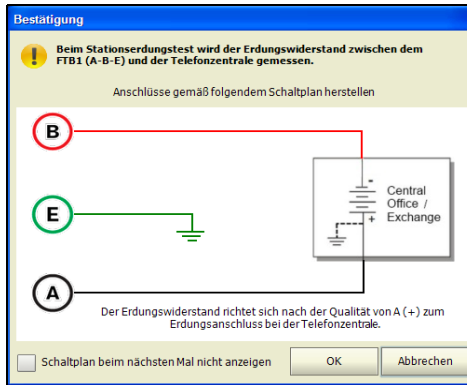 Bestätigung
Beim Stationserdungstest wird der Erdungswiderstand zwischen dem
FTB1 (A-B-E) und der Telefonzentrale gemessen.
Anschlüsse gemäß folgendem Schaltplan herstellen
B
-
Central
Office /
Exchange
+
E
A
Der Erdungswiderstand richtet sich nach der Qualität von A (+) zum
Erdungsanschluss bei der Telefonzentrale.
Schaltplan beim nächsten Mal nicht anzeigen
OK
Abbrechen